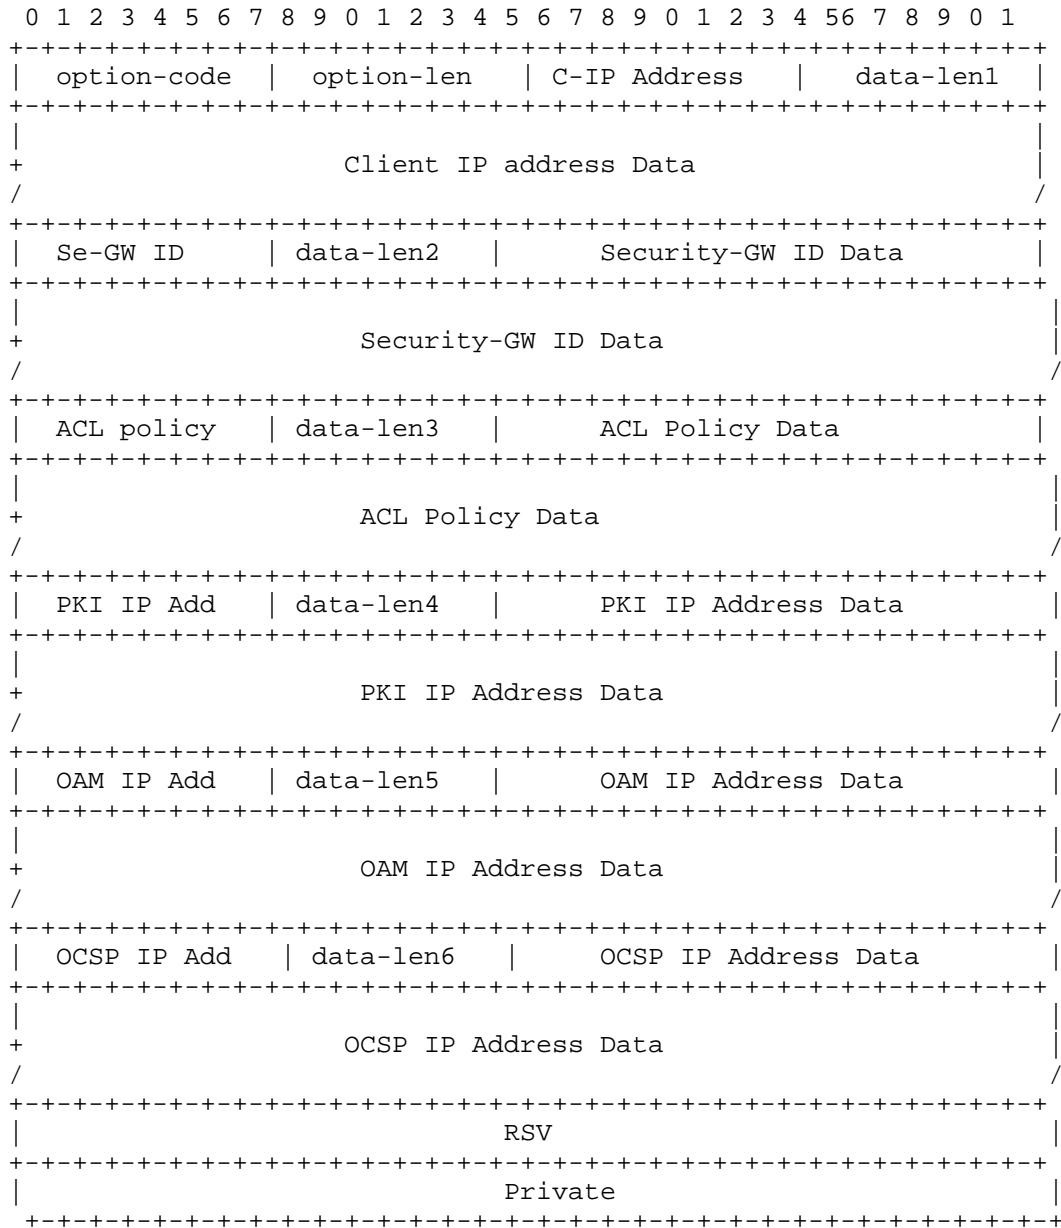 0 1 2 3 4 5 6 7 8 9 0 1 2 3 4 5 6 7 8 9 0 1 2 3 4 56 7 8 9 0 1
+-+-+-+-+-+-+-+-+-+-+-+-+-+-+-+-+-+-+-+-+-+-+-+-+-+-+-+-+-+-+-+-+
| option-code | option-len | C-IP Address | data-len1 |
+-+-+-+-+-+-+-+-+-+-+-+-+-+-+-+-+-+-+-+-+-+-+-+-+-+-+-+-+-+-+-+-+
| |
+ Client IP address Data |
/ /
+-+-+-+-+-+-+-+-+-+-+-+-+-+-+-+-+-+-+-+-+-+-+-+-+-+-+-+-+-+-+-+-+
| Se-GW ID | data-len2 | Security-GW ID Data |
+-+-+-+-+-+-+-+-+-+-+-+-+-+-+-+-+-+-+-+-+-+-+-+-+-+-+-+-+-+-+-+-+
| |
+ Security-GW ID Data |
/ /
+-+-+-+-+-+-+-+-+-+-+-+-+-+-+-+-+-+-+-+-+-+-+-+-+-+-+-+-+-+-+-+-+
| ACL policy | data-len3 | ACL Policy Data |
+-+-+-+-+-+-+-+-+-+-+-+-+-+-+-+-+-+-+-+-+-+-+-+-+-+-+-+-+-+-+-+-+
| |
+ ACL Policy Data |
/ /
+-+-+-+-+-+-+-+-+-+-+-+-+-+-+-+-+-+-+-+-+-+-+-+-+-+-+-+-+-+-+-+-+
| PKI IP Add | data-len4 | PKI IP Address Data |
+-+-+-+-+-+-+-+-+-+-+-+-+-+-+-+-+-+-+-+-+-+-+-+-+-+-+-+-+-+-+-+-+
| |
+ PKI IP Address Data |
/ /
+-+-+-+-+-+-+-+-+-+-+-+-+-+-+-+-+-+-+-+-+-+-+-+-+-+-+-+-+-+-+-+-+
| OAM IP Add | data-len5 | OAM IP Address Data |
+-+-+-+-+-+-+-+-+-+-+-+-+-+-+-+-+-+-+-+-+-+-+-+-+-+-+-+-+-+-+-+-+
| |
+ OAM IP Address Data |
/ /
+-+-+-+-+-+-+-+-+-+-+-+-+-+-+-+-+-+-+-+-+-+-+-+-+-+-+-+-+-+-+-+-+
| OCSP IP Add | data-len6 | OCSP IP Address Data |
+-+-+-+-+-+-+-+-+-+-+-+-+-+-+-+-+-+-+-+-+-+-+-+-+-+-+-+-+-+-+-+-+
| |
+ OCSP IP Address Data |
/ /
+-+-+-+-+-+-+-+-+-+-+-+-+-+-+-+-+-+-+-+-+-+-+-+-+-+-+-+-+-+-+-+-+
| RSV |
+-+-+-+-+-+-+-+-+-+-+-+-+-+-+-+-+-+-+-+-+-+-+-+-+-+-+-+-+-+-+-+-+
| Private |
+-+-+-+-+-+-+-+-+-+-+-+-+-+-+-+-+-+-+-+-+-+-+-+-+-+-+-+-+-+-+-+-+